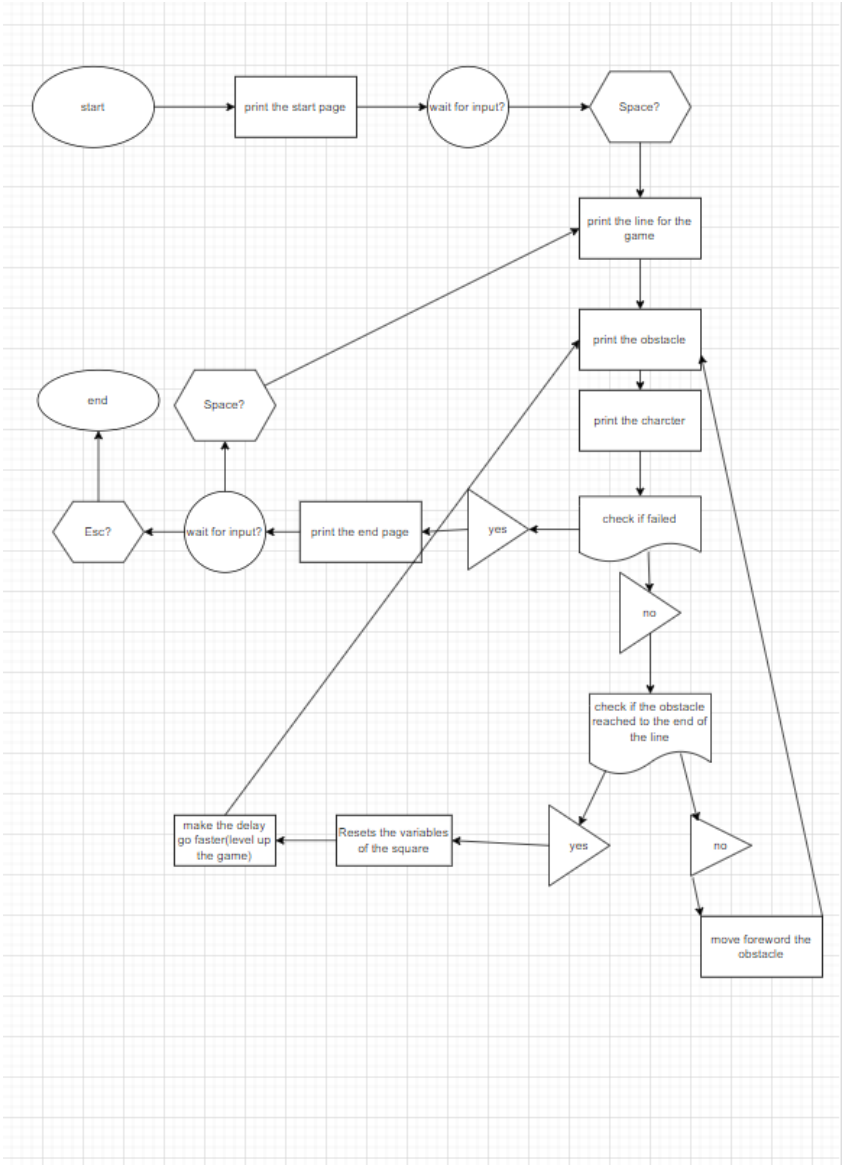 start
print the start page
wait for input?
Space?
print the line for the
game
print the obstacle
print the charcter
check if failed
yes
print the end page
wait for input?
Space?
Esc?
end
no
check if the obstacle
reached to the end of
the line
yes
Resets the variables
of the square
make the delay
go faster(level up
the game)
no
move foreword the
obstacle